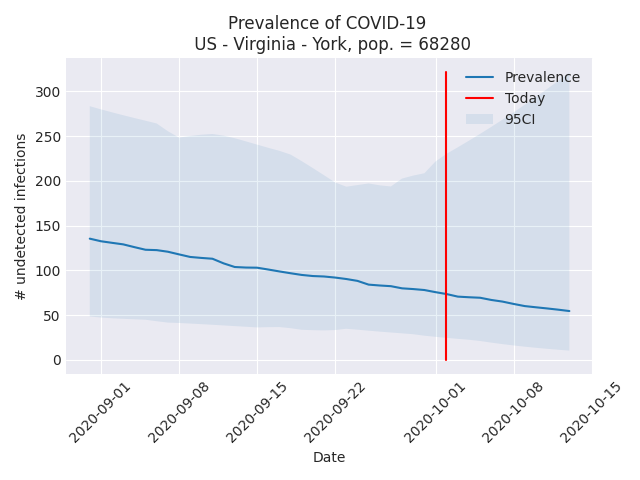 Prevalence of COVID-19
US - Virginia - York, pop. = 68280
Prevalence
Today
95CI
# undetected infections
300
250
200
150
100
50
0
2020-09-01
2020-09-08
2020-09-15
2020-09-22
2020-10-01
2020-10-08
2020-10-15
Date